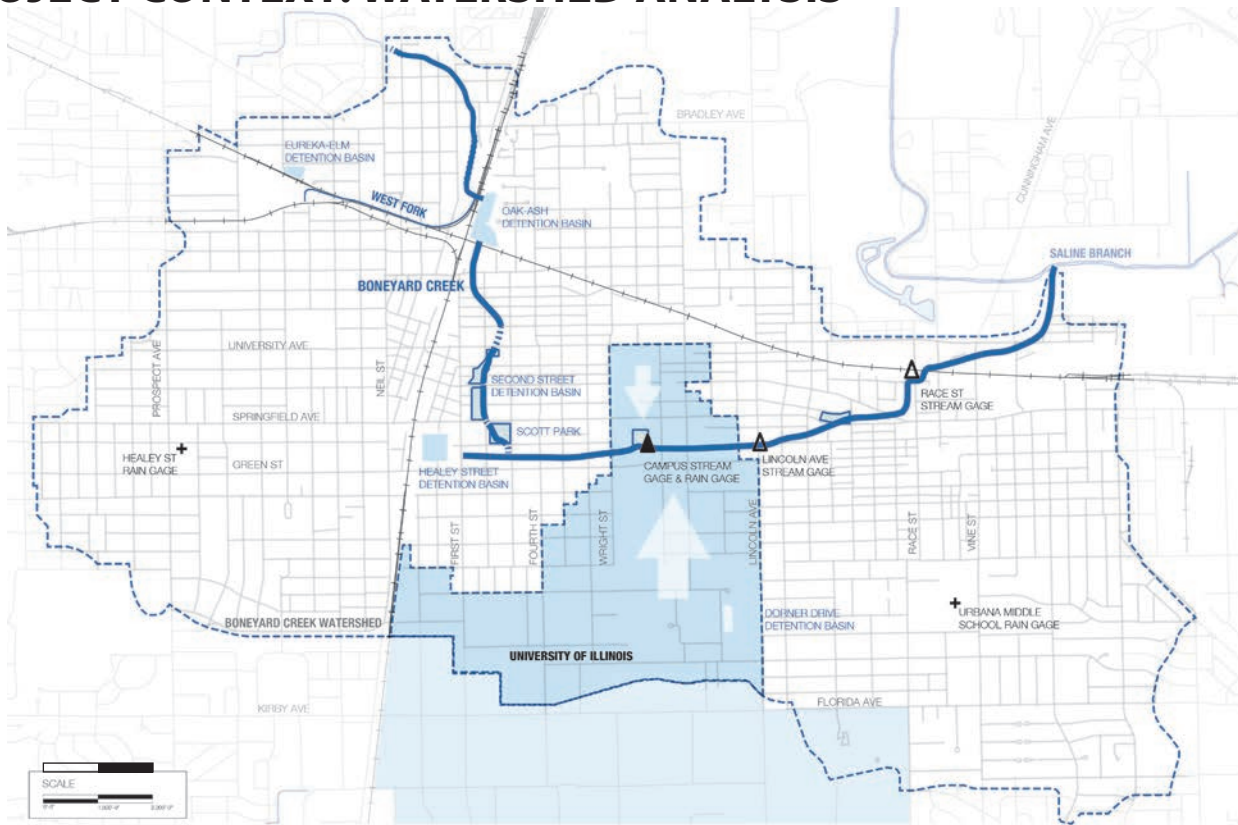 BRADLEY AVE
CUNNINGHAM AVE
EUREKA-ELM
DETENTION BASIN
WEST FORK
OAK-ASH
DETENTION BASIN
SALINE BRANCH
BONEYARD CREEK
UNIVERSITY AVE
PROSPECT AVE
NEIL ST
SECOND STREET
DETENTION BASIN
RACE ST
STREAM GAGE
SPRINGFIELD AVE
SCOTT PARK
HEALEY ST
RAIN GAGE
GREEN ST
HEALEY STREET
DETENTION BASIN
CAMPUS STREAM
GAGE & RAIN GAGE
LINCOLN AVE
STREAM GAGE
FIRST ST
FOURTH ST
WRIGHT ST
LINCOLN AVE
RACE ST
VINE ST
DORNER DRIVE
DETENTION BASIN
URBANA MIDDLE
SCHOOL RAIN GAGE
BONEYARD CREEK WATERSHED
UNIVERSITY OF ILLINOIS
KIRBY AVE
FLORIDA AVE
SCALE